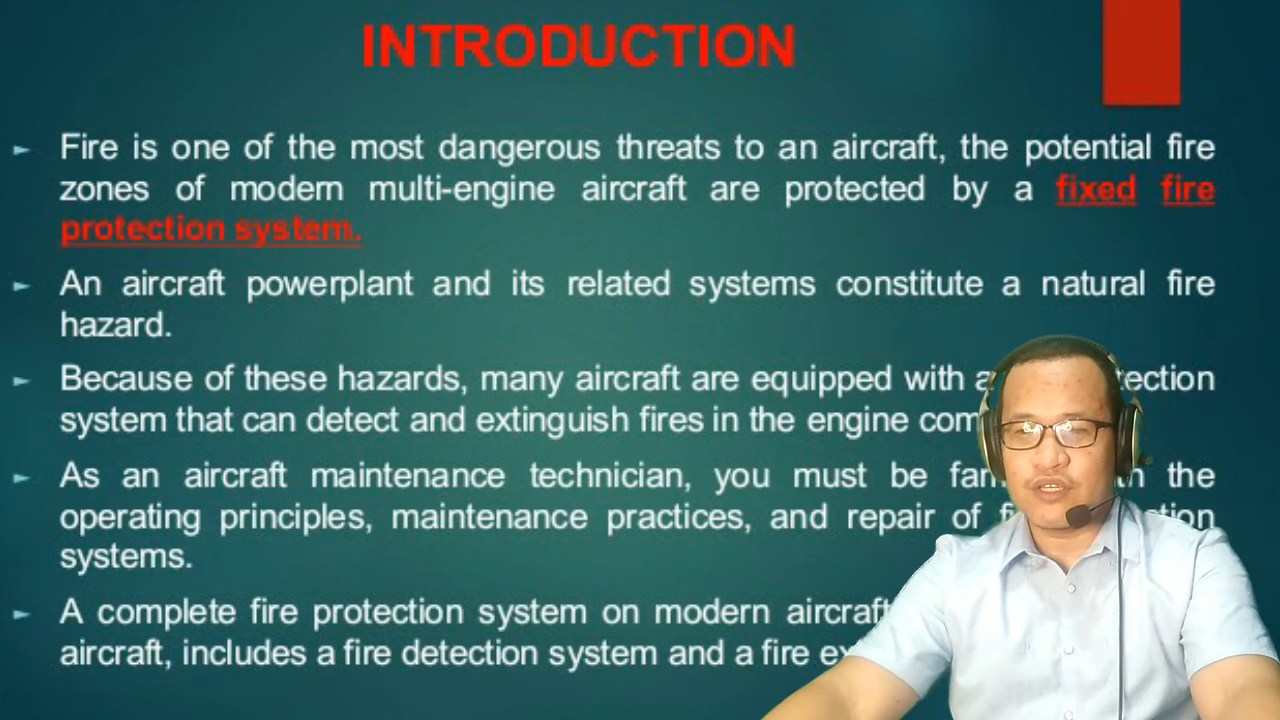 INTRODUCTION
Fire is one of the most dangerous threats to an aircraft, the potential fire
zones of modern multi-engine aircraft are protected by a fixed fire
protection system.
An aircraft powerplant and its related systems constitute a natural fire
hazard.
Because of these hazards, many aircraft are equipped with a
system that can detect and extinguish fires in the engine
As an aircraft maintenance technician, you must be the
operating principles, maintenance practices, and repair of
systems.
A complete fire protection system on modern aircraft
aircraft, includes a fire detection system and a fire